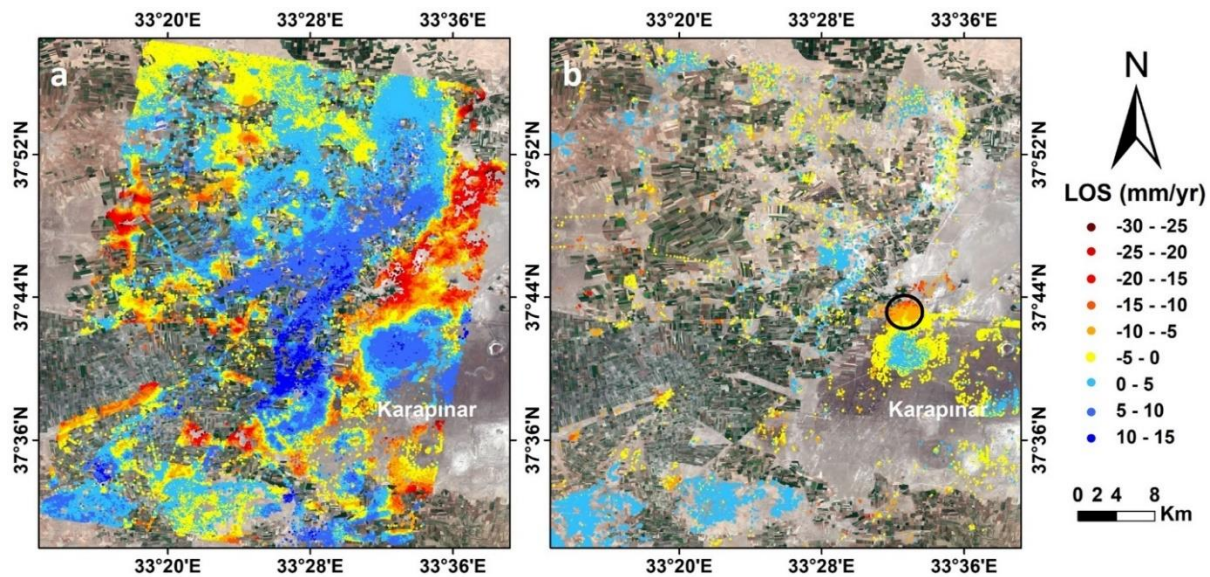 33°20'E 33°28'E 33°36'E 33°20'E 33°28'E 33°36'E
a b
N
37°52'N 37°52'N
37°44'N 37°44'N
37°36'N 37°36'N
Karapınar Karapınar
LOS (mm/yr)
-30 - -25
-25 - -20
-20 - -15
-15 - -10
-10 - -5
-5 - 0
0 - 5
5 - 10
10 - 15
0 2 4 8
Km
33°20'E 33°28'E 33°36'E 33°20'E 33°28'E 33°36'E